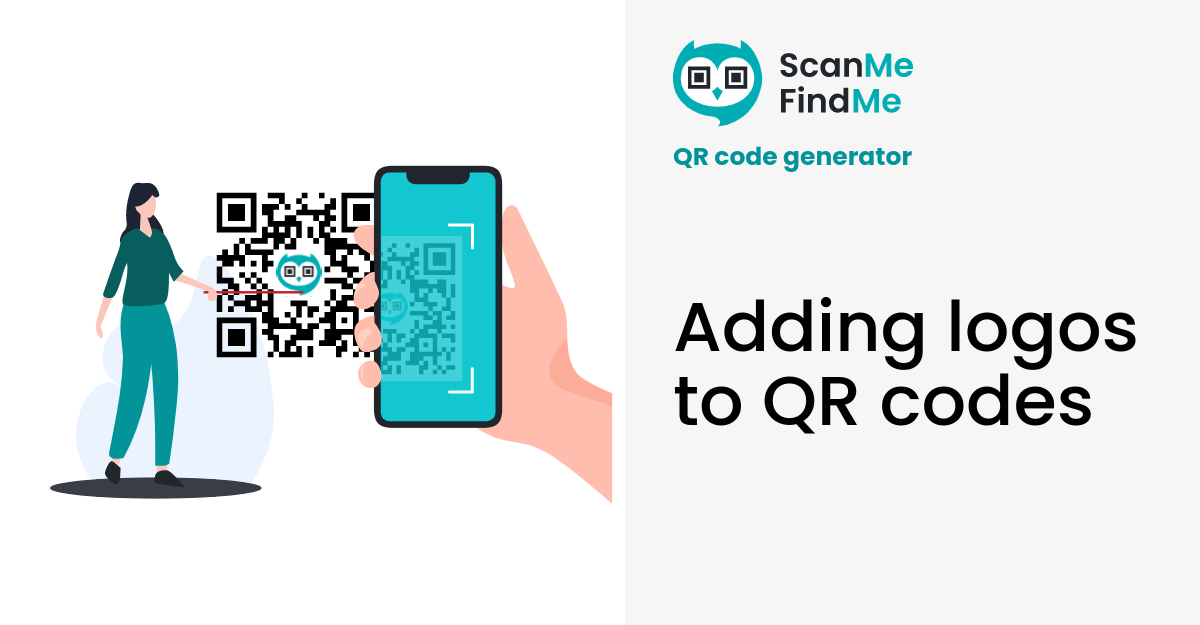 ScanMe
FindMe
QR code generator
Adding logos
to QR codes